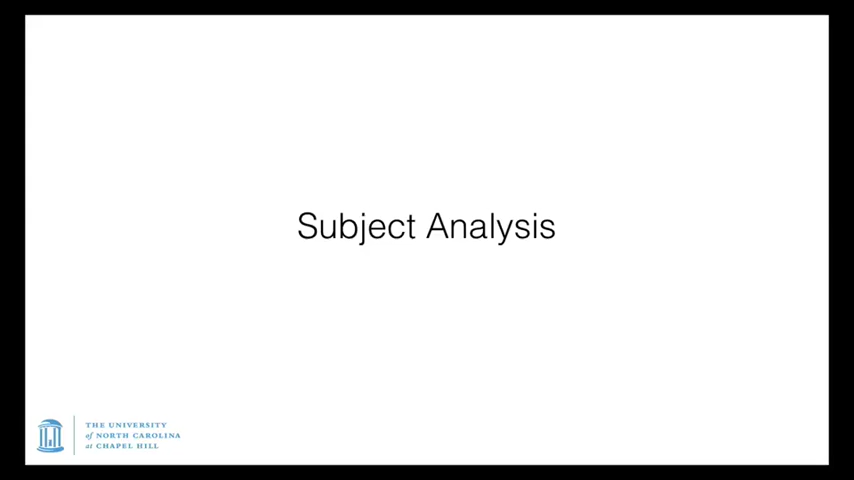 Subject Analysis
THE UNIVERSITY
of NORTH CAROLINA
at CHAPEL HILL